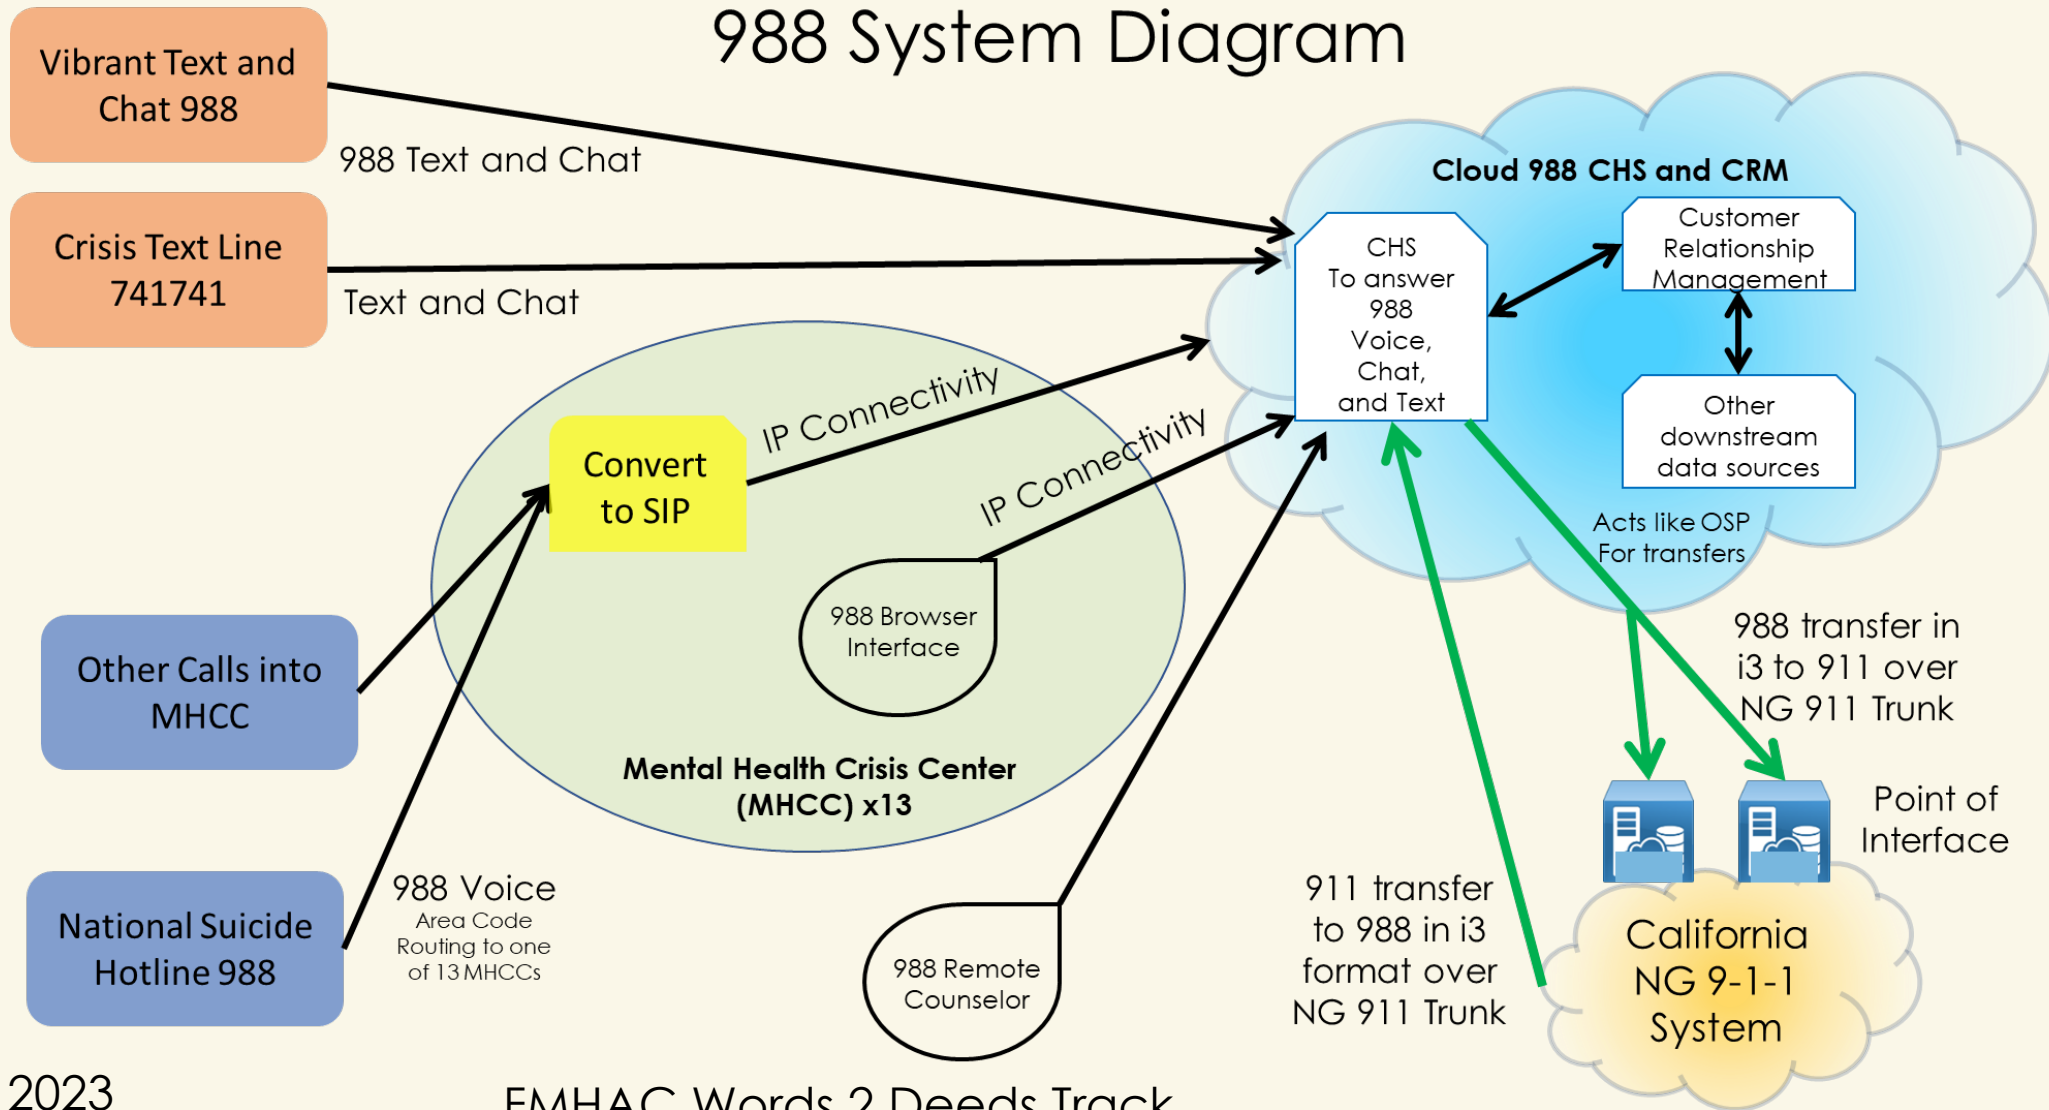 988 System Diagram
Vibrant Text and
Chat 988
988 Text and Chat
Crisis Text Line
741741
Text and Chat
Cloud 988 CHS and CRM
CHS
To answer
988
Voice,
Chat,
and Text
Customer
Relationship
Management
Other
downstream
data sources
Acts like OSP
For transfers
Convert
to SIP
IP Connectivity
IP Connectivity
988 Browser
Interface
Mental Health Crisis Center
(MHCC) x13
Other Calls into
MHCC
National Suicide
Hotline 988
988 Voice
Area Code
Routing to one
of 13 MHCCs
988 Remote
Counselor
988 transfer in
i3 to 911 over
NG 911 Trunk
Point of
Interface
911 transfer
to 988 in i3
format over
NG 911 Trunk
California
NG 9-1-1
System
2023
FMHAC Words 2 Deeds Track